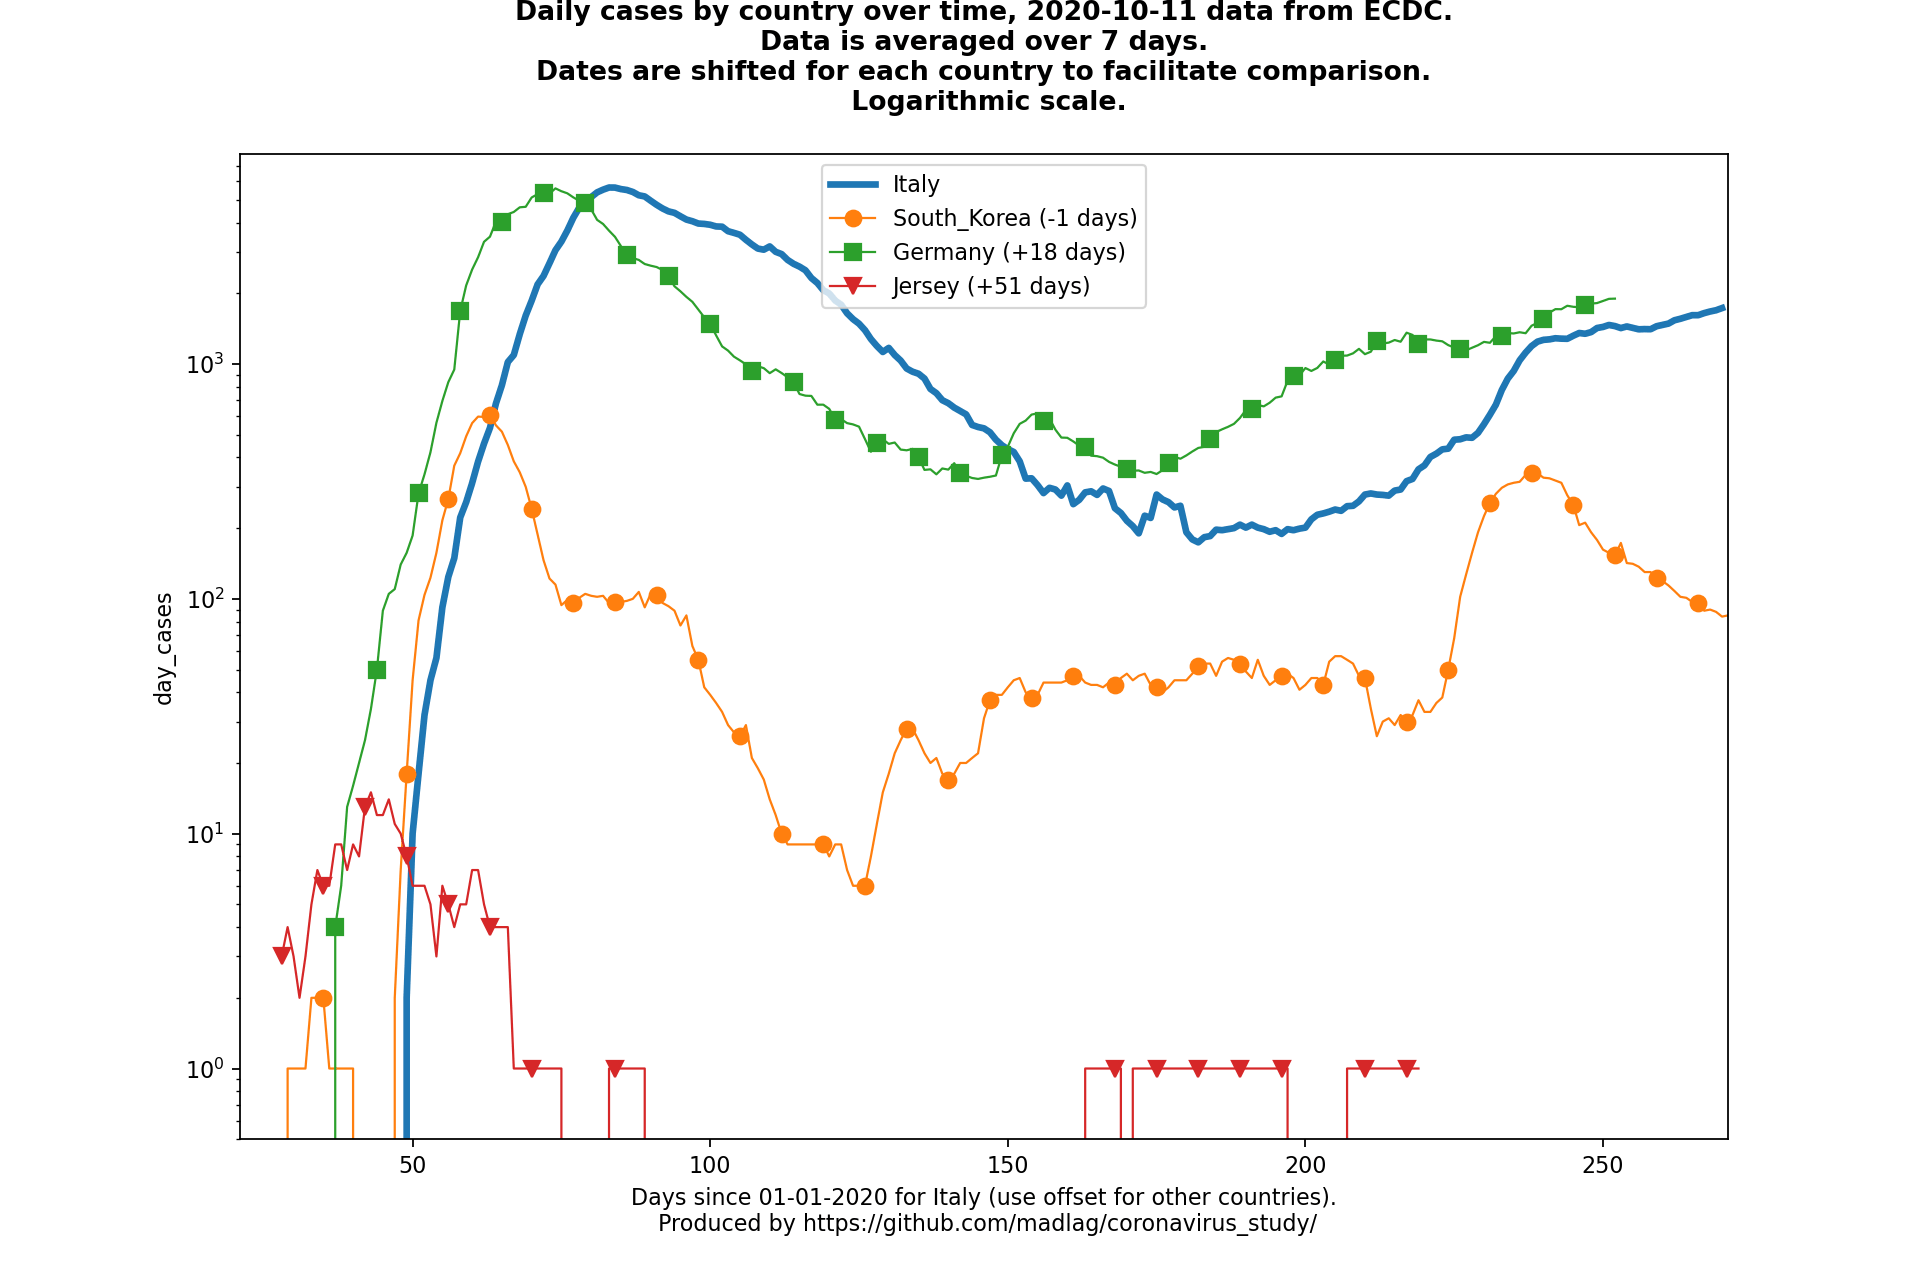 Daily cases by country over time, 2020-10-11 data from ECDC.
Data is averaged over 7 days.
Dates are shifted for each country to facilitate comparison.
Logarithmic scale.
Italy
South_Korea (-1 days)
Germany (+18 days)
Jersey (+51 days)
10³
10²
10¹
10⁰
day_cases
50 100 150 200 250
Days since 01-01-2020 for Italy (use offset for other countries).
Produced by https://github.com/madlag/coronavirus_study/